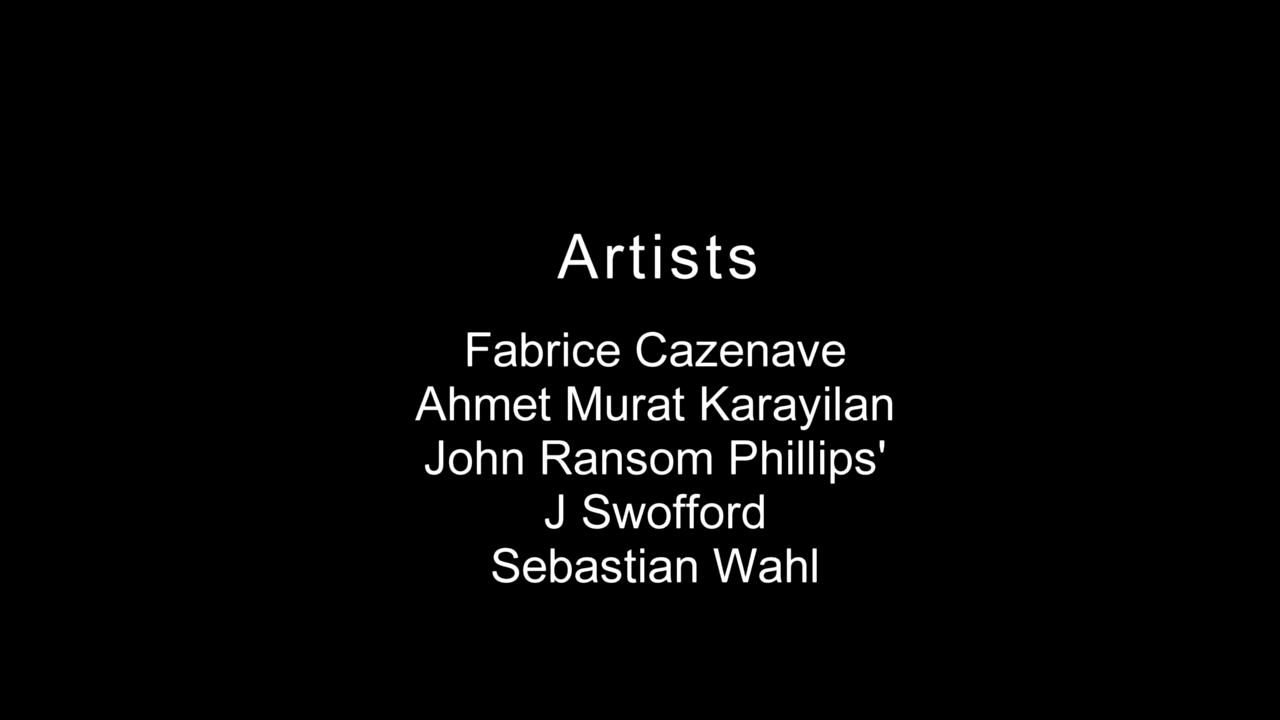 Artists
Fabrice Cazenave
Ahmet Murat Karayilan
John Ransom Phillips'
J Swofford
Sebastian Wahl